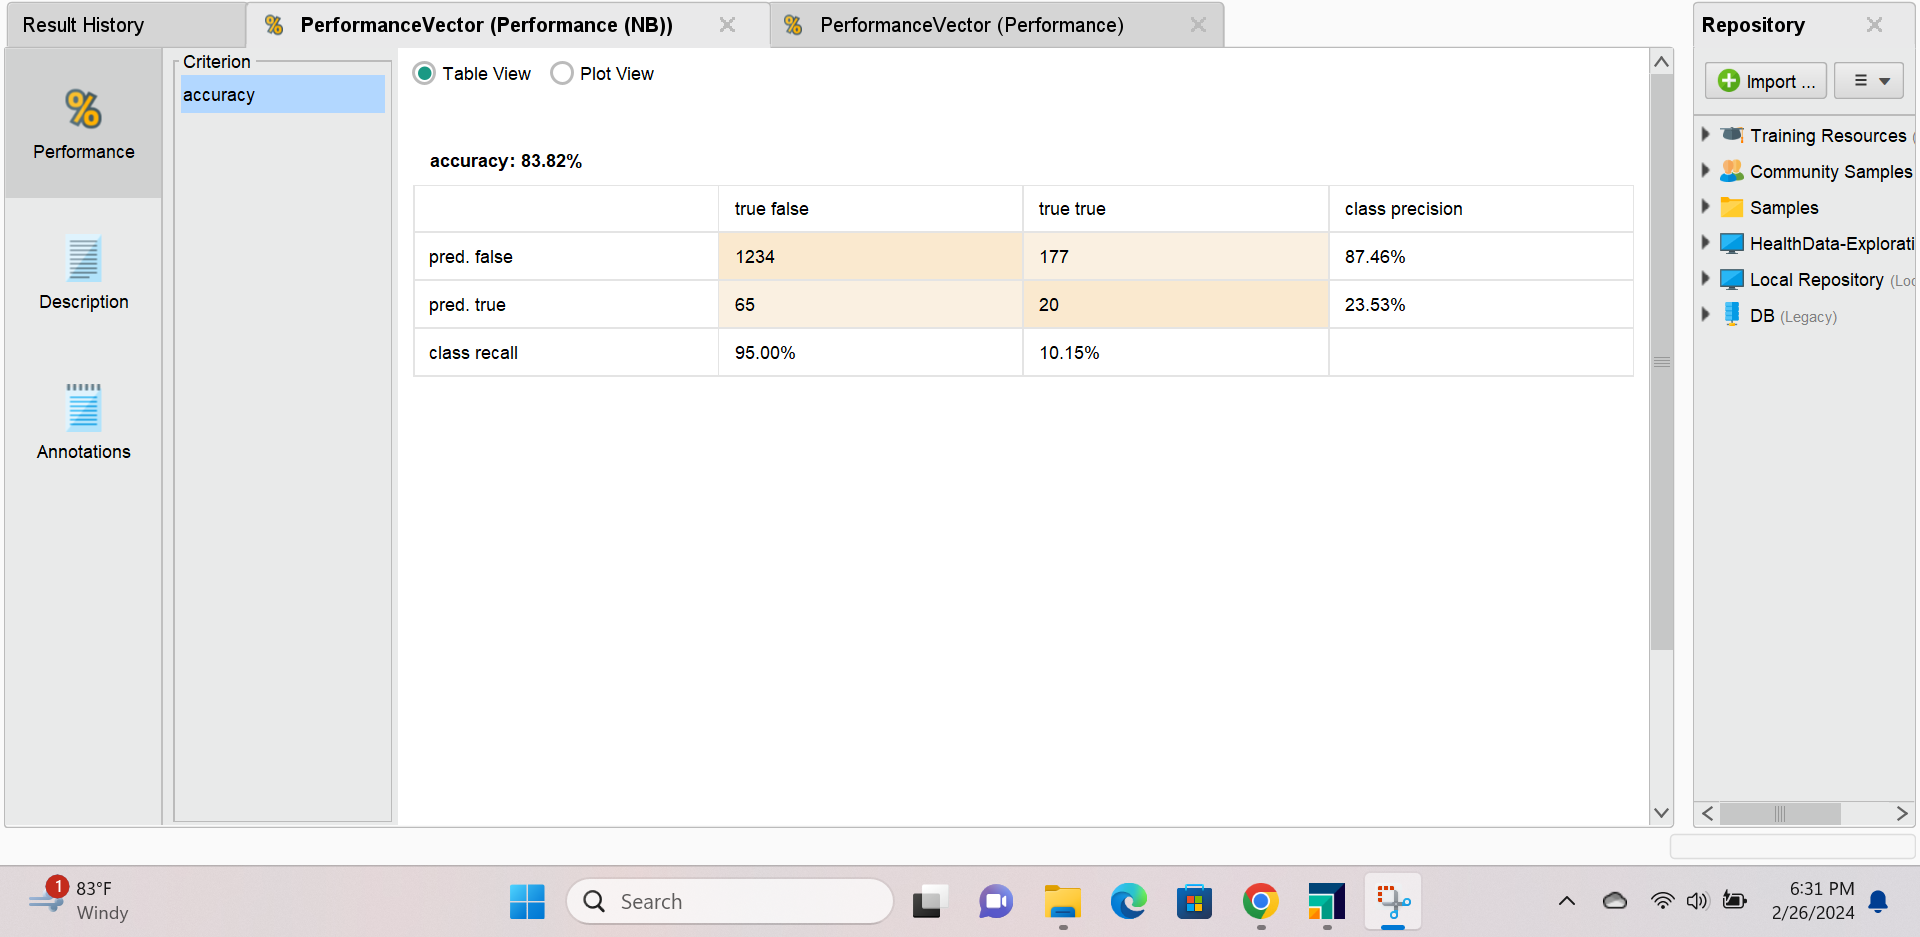 Result History
PerformanceVector (Performance (NB))
PerformanceVector (Performance)
Repository
Criterion
accuracy
Table View
Plot View
Import ...
Performance
Description
Annotations
accuracy: 83.82%
true false true true class precision
pred. false 1234 177 87.46%
pred. true 65 20 23.53%
class recall 95.00% 10.15%
Training Resources (
Community Samples
Samples
HealthData-Explorati
Local Repository (Loc
DB (Legacy)
1
83°F
Windy
Search
6:31 PM
2/26/2024